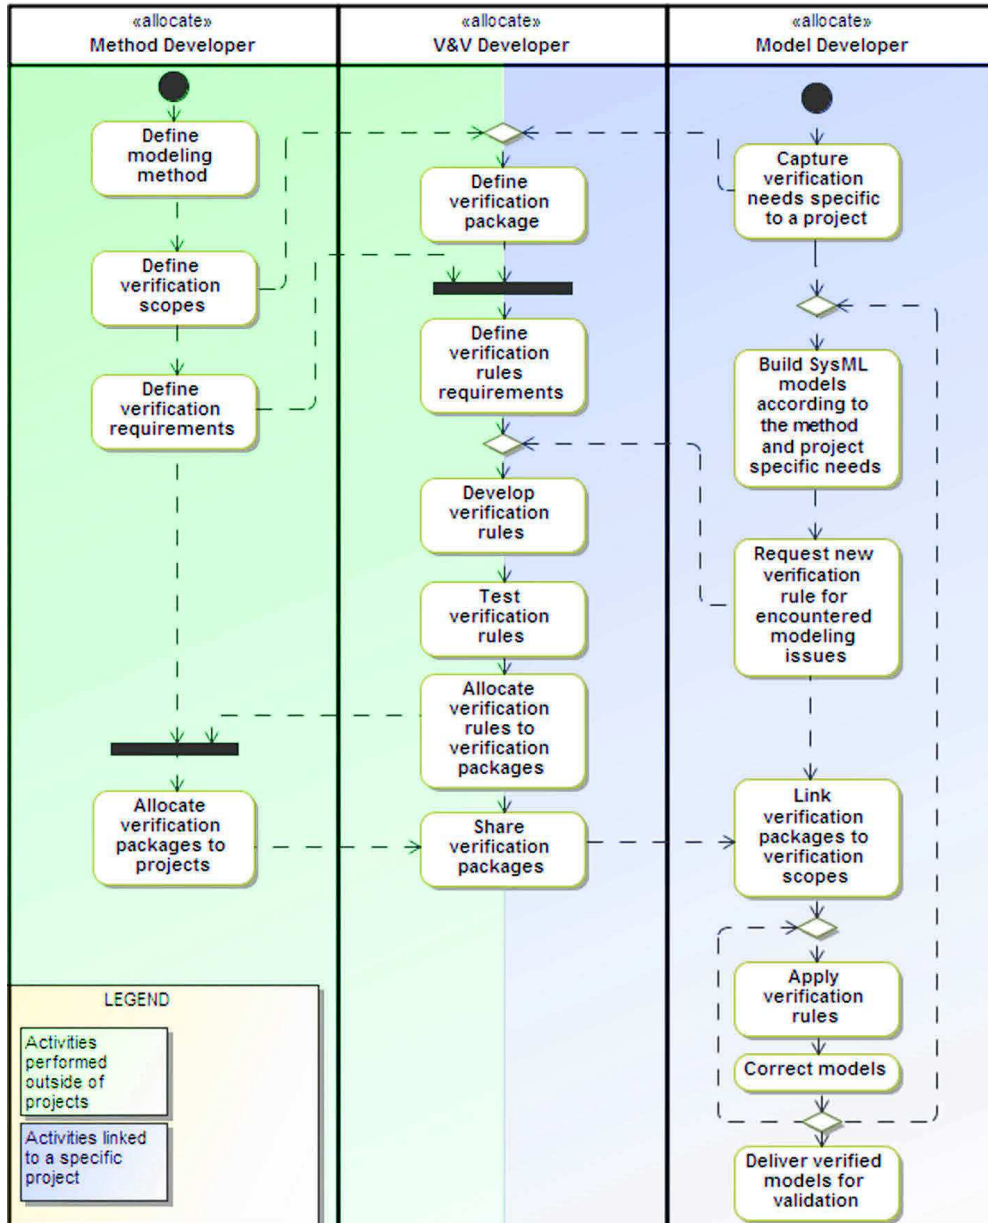 «allocate»
Method Developer
«allocate»
V&V Developer
«allocate»
Model Developer
Define
modeling
method
Define
verification
scopes
Define
verification
requirements
Allocate
verification
packages to
projects
Define
verification
package
Define
verification
rules
requirements
Develop
verification
rules
Test
verification
rules
Allocate
verification
rules to
verification
packages
Share
verification
packages
Capture
verification
needs specific
to a project
Build SysML
models
according to
the method
and project
specific needs
Request new
verification
rule for
encountered
modeling
issues
Link
verification
packages to
verification
scopes
Apply
verification
rules
Correct models
Deliver verified
models for
validation
LEGEND
Activities
performed
outside of
projects
Activities linked
to a specific
project